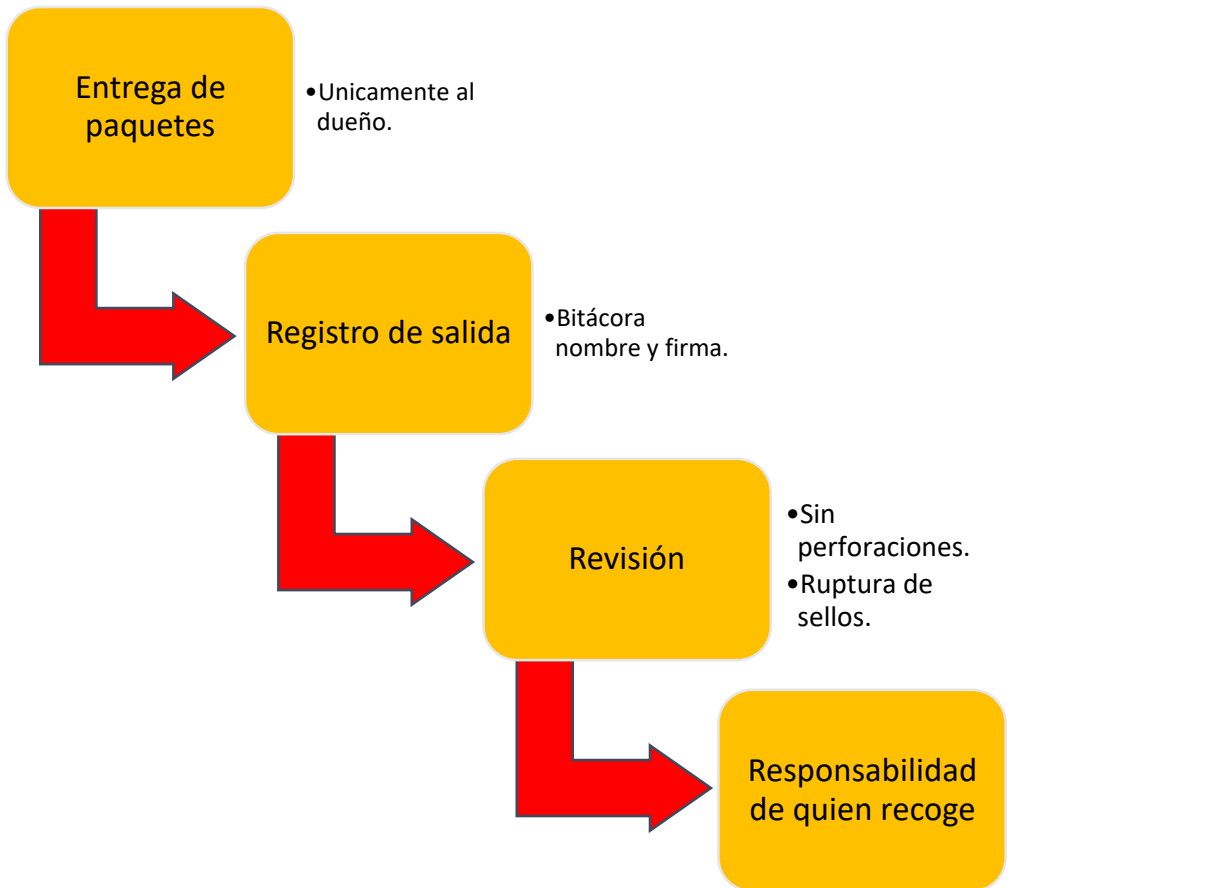 Entrega de
paquetes
•Unicamente al
dueño.
Registro de salida
•Bitácora
nombre y firma.
Revisión
•Sin
perforaciones.
•Ruptura de
sellos.
Responsabilidad
de quien recoge